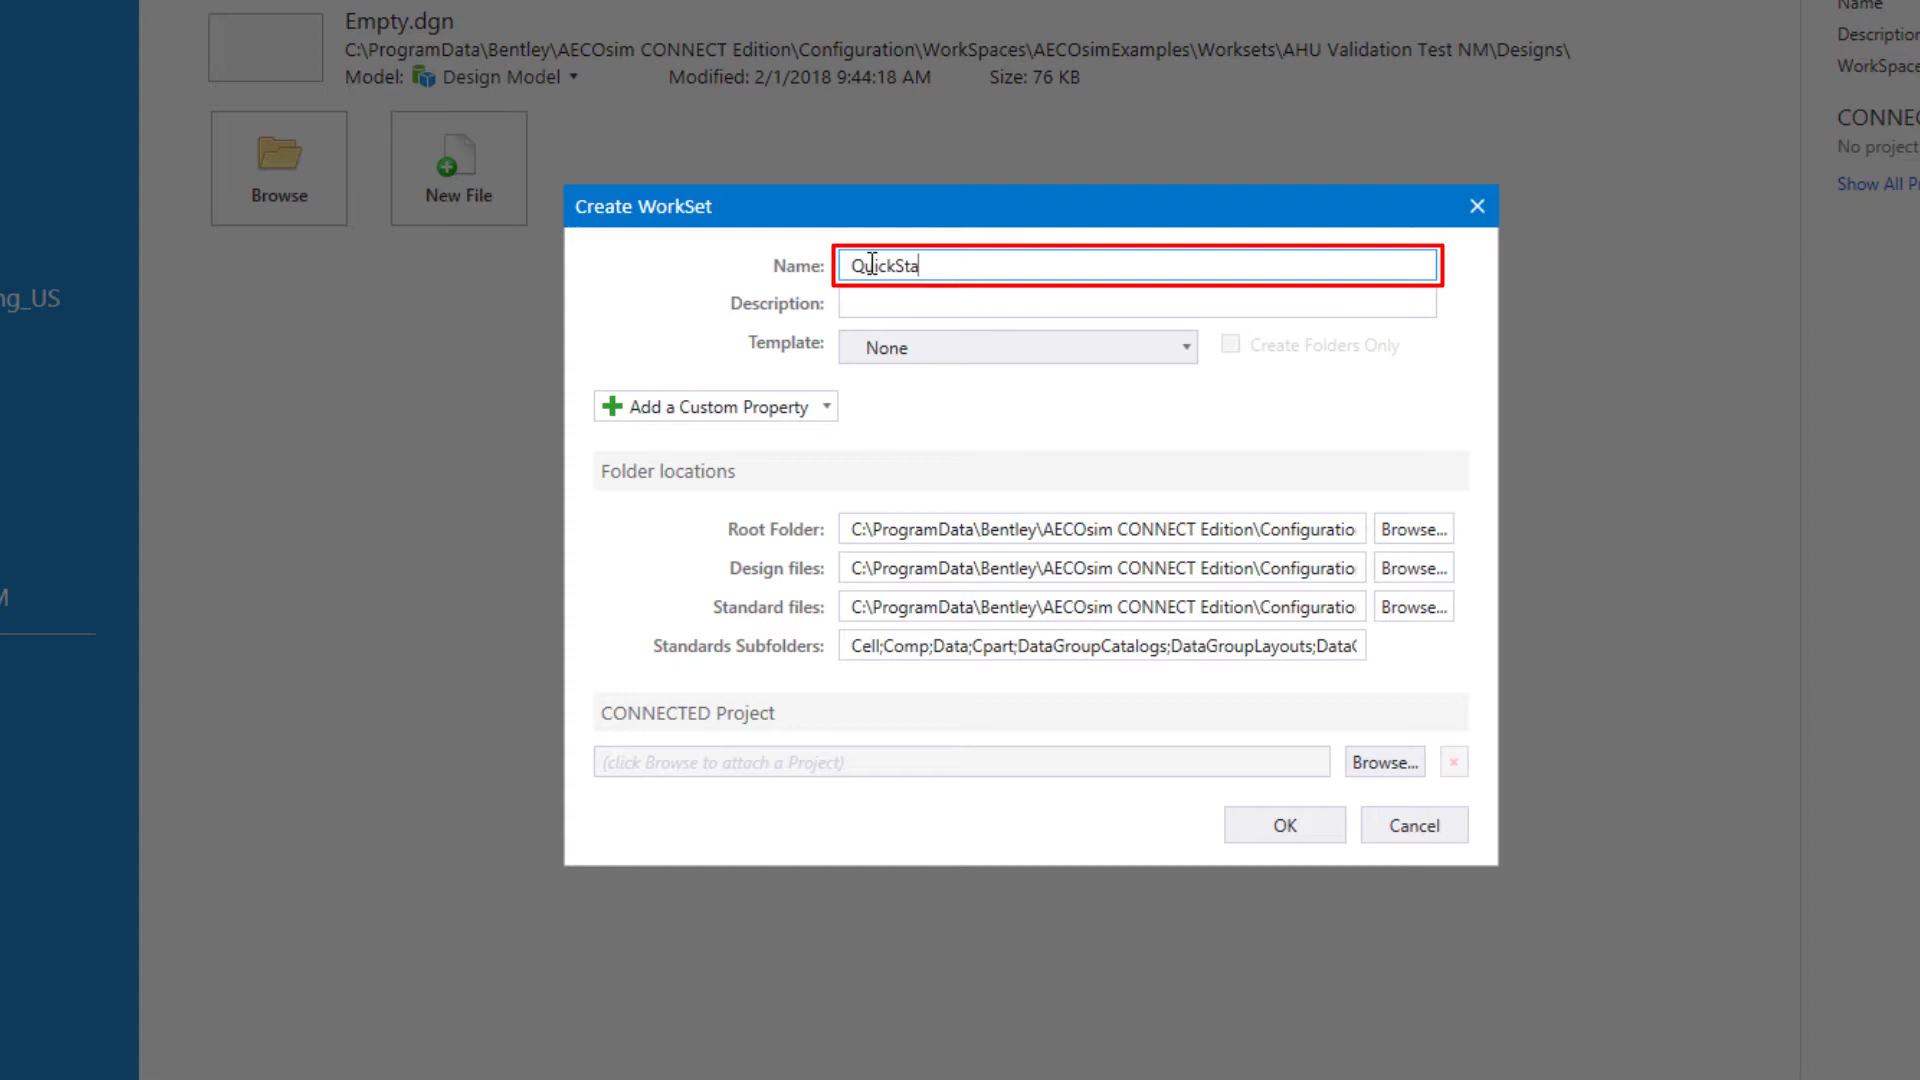 Empty.dgn
C:\ProgramData\Bentley\AECOsim CONNECT Edition\Configuration\WorkSpaces\AECOsimExamples\Worksets\AHU Validation Test NM\Designs\
Model: Design Model Modified: 2/1/2018 9:44:18 AM Size: 76 KB
Browse
New File
ng_US
M
Name
Description
WorkSpace
CONNEC
No project
Show All Pr
Create WorkSet
Name: QuickSta
Description:
Template: None Create Folders Only
Add a Custom Property
Folder locations
Root Folder: C:\ProgramData\Bentley\AECOsim CONNECT Edition\Configuratio Browse...
Design files: C:\ProgramData\Bentley\AECOsim CONNECT Edition\Configuratio Browse...
Standard files: C:\ProgramData\Bentley\AECOsim CONNECT Edition\Configuratio Browse...
Standards Subfolders: Cell;Comp;Data;Cpart;DataGroupCatalogs;DataGroupLayouts;DataG
CONNECTED Project
(click Browse to attach a Project) Browse...
OK Cancel